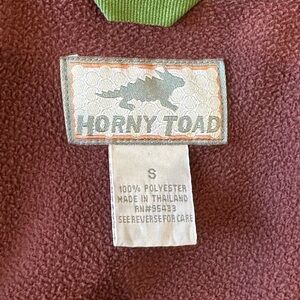 HORNY TOAD
S
100% POLYESTER
MADE IN THAILAND
RN#95433
SEE REVERSE FOR CARE